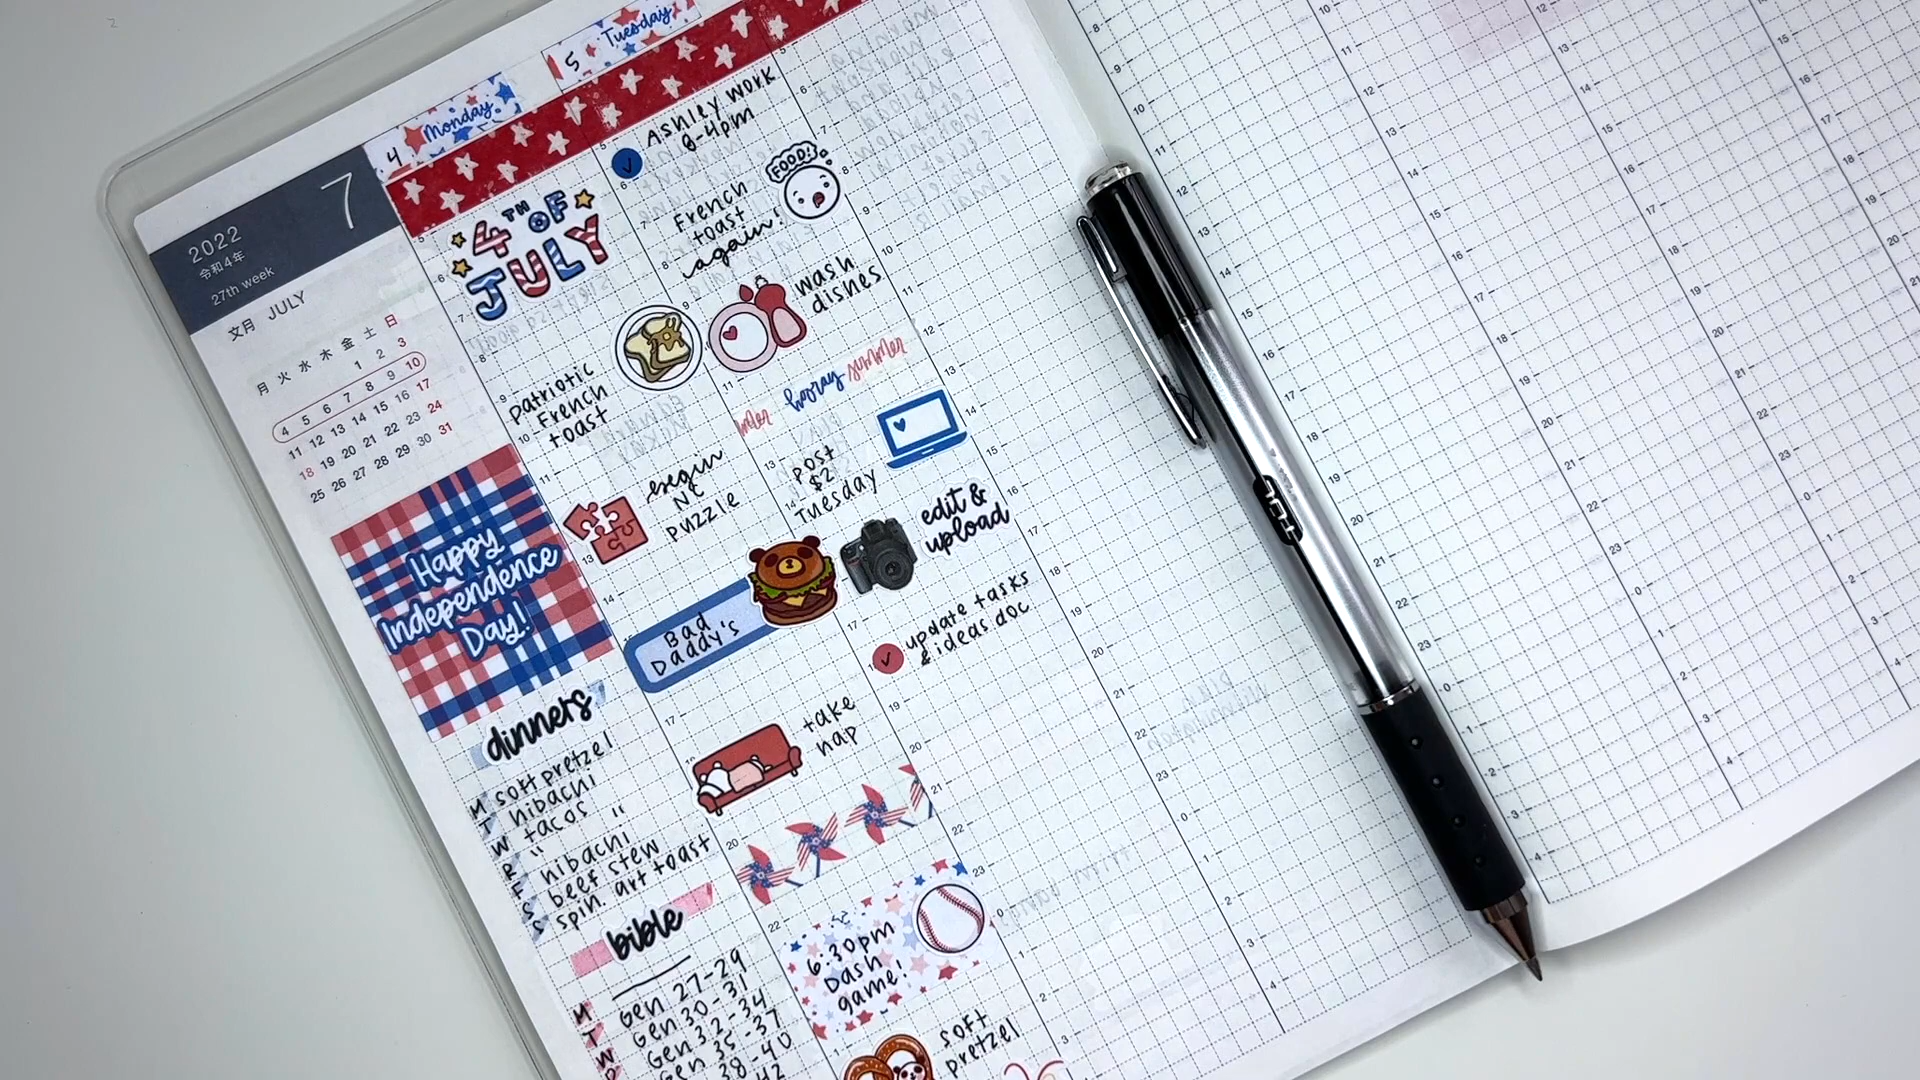 2022
7
令和4年
27th week
文月 JULY
月 火 水 木 金 土 日
1 2 3
4 5 6 7 8 9 10
11 12 13 14 15 16 17
18 19 20 21 22 23 24
25 26 27 28 29 30 31
Happy
Independence
Day!
dinners
M soft pretzel
T hibachi
W tacos
R " "
F hibachi
S beef stew
S spin. art toast
bible
M Gen 27-29
T Gen 30-31
W Gen 32-34
R Gen 35-37
38-40
42
4 Monday
4TH OF
JULY
patriotic
French
toast
begin
NC
puzzle
Bad
Daddy's
take
nap
6:30pm
Dash
game!
soft
pretzel
5 Tuesday
Ashley work
8-4pm
FOOD!
French
toast
again!
wash
dishes
hooray summer
post
$2
Tuesday
edit &
upload
update tasks
& ideas doc